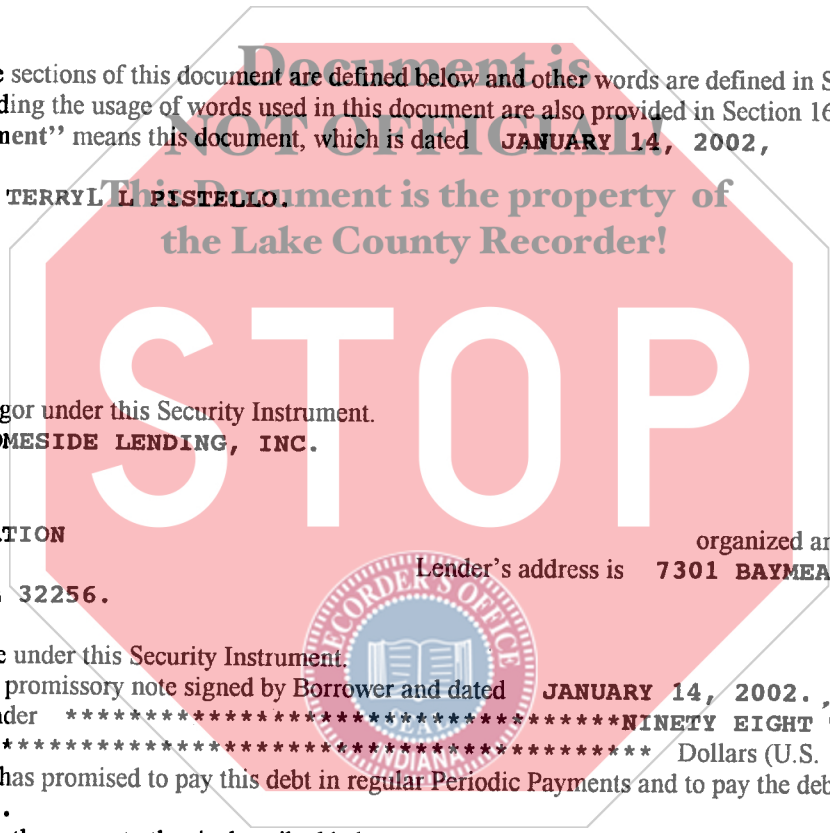 Document is
e sections of this document are defined below and other words are defined in S
ding the usage of words used in this document are also provided in Section 16
NOT OFFICIAL!
ment" means this document, which is dated JANUARY 14, 2002,
This Document is the property of
TERRYL L PISTELLO.
the Lake County Recorder!
STOP
gor under this Security Instrument.
OMESIDE LENDING, INC.
ATION
organized an
Lender's address is 7301 BAYMEA
32256.
RECORDER'S OFFICE
SEAL
INDIANA
e under this Security Instrument.
promissory note signed by Borrower and dated JANUARY 14, 2002. ,
nder ***********************************NINETY EIGHT
***************************************** Dollars (U.S.
has promised to pay this debt in regular Periodic Payments and to pay the deb